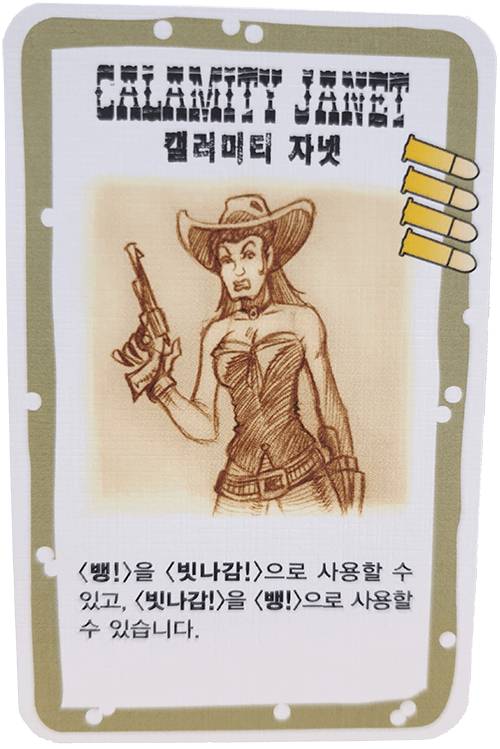 CALAMITY JANET
캘러미티 자넷
〈뱅!〉을 〈빗나감!〉으로 사용할 수
있고, 〈빗나감!〉을 〈뱅!〉으로 사용할
수 있습니다.